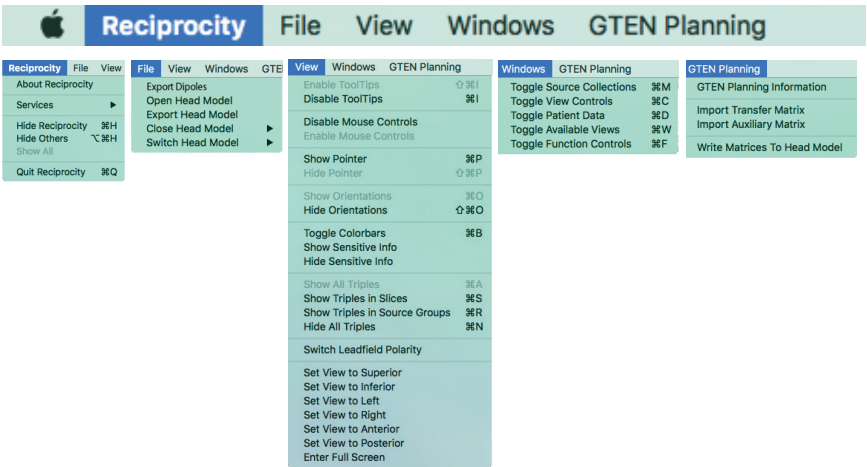 Reciprocity File View Windows GTEN Planning
Reciprocity File View
About Reciprocity
Services ▶
Hide Reciprocity ⌘H
Hide Others ⌥⌘H
Show All
Quit Reciprocity ⌘Q
File View Windows GTE
Export Dipoles
Open Head Model
Export Head Model
Close Head Model ▶
Switch Head Model ▶
View Windows GTEN Planning
Enable ToolTips ⇧⌘I
Disable ToolTips ⌘I
Disable Mouse Controls
Enable Mouse Controls
Show Pointer ⌘P
Hide Pointer ⇧⌘P
Show Orientations ⌘O
Hide Orientations ⇧⌘O
Toggle Colorbars ⌘B
Show Sensitive Info
Hide Sensitive Info
Show All Triples ⌘A
Show Triples in Slices ⌘S
Show Triples in Source Groups ⌘R
Hide All Triples ⌘N
Switch Leadfield Polarity
Set View to Superior
Set View to Inferior
Set View to Left
Set View to Right
Set View to Anterior
Set View to Posterior
Enter Full Screen
Windows GTEN Planning
Toggle Source Collections ⌘M
Toggle View Controls ⌘C
Toggle Patient Data ⌘D
Toggle Available Views ⌘W
Toggle Function Controls ⌘F
GTEN Planning
GTEN Planning Information
Import Transfer Matrix
Import Auxiliary Matrix
Write Matrices To Head Model